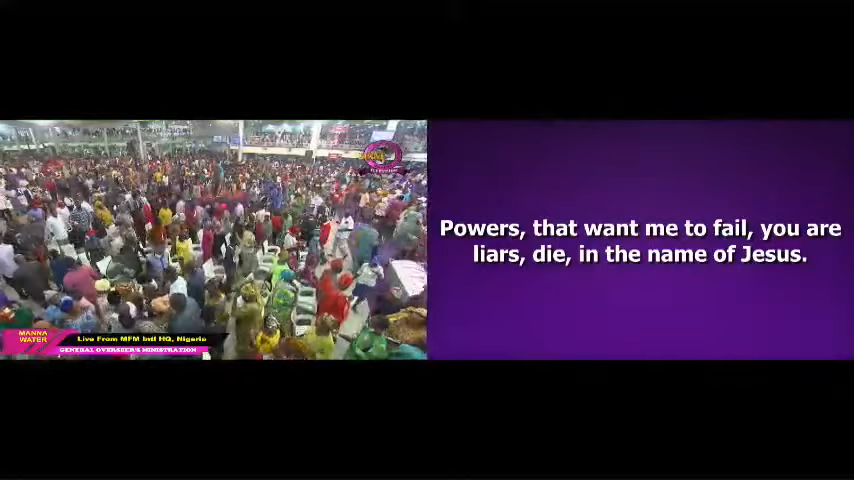 MANNA
WATER
Live From MFM Intl HQ, Nigeria
GENERAL OVERSEER'S MINISTRATION
Powers, that want me to fail, you are
liars, die, in the name of Jesus.